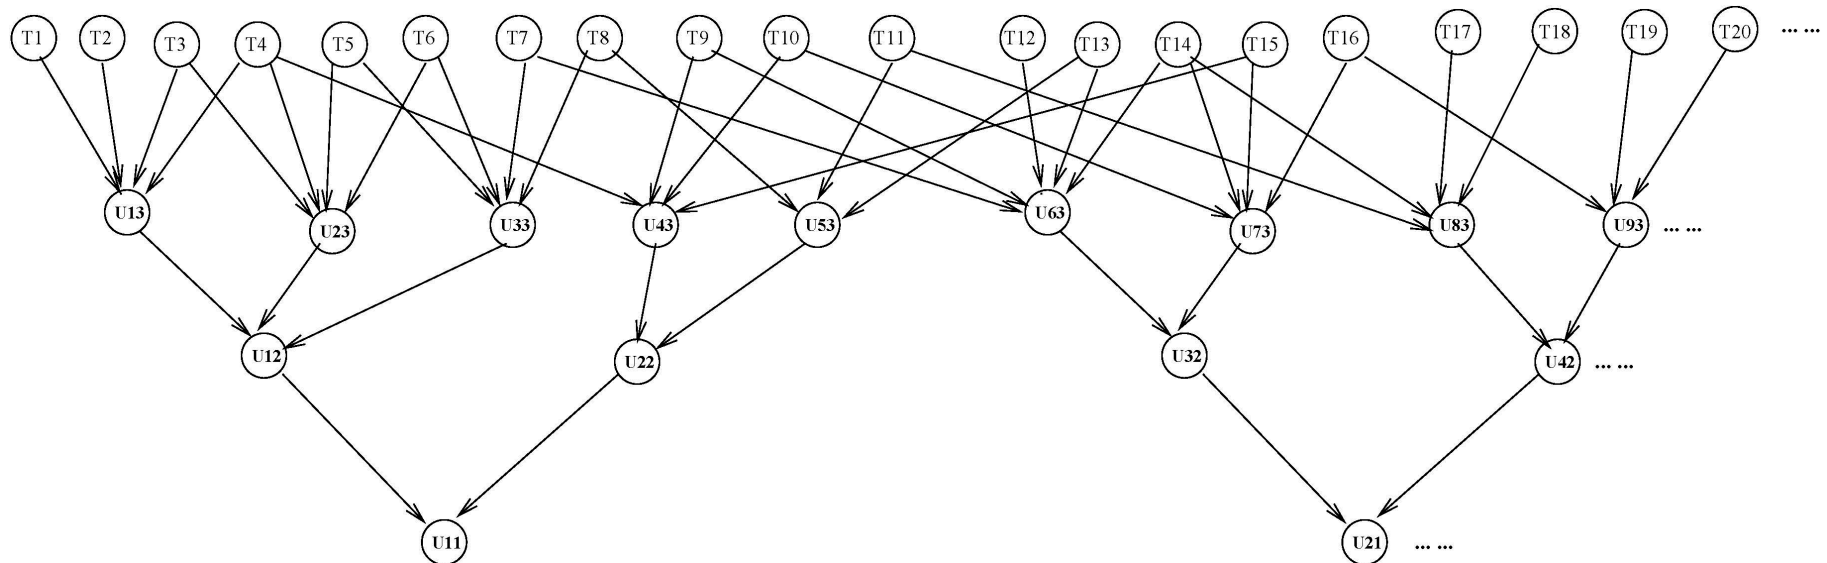 T1 T2 T3 T4 T5 T6 T7 T8 T9 T10 T11 T12 T13 T14 T15 T16 T17 T18 T19 T20 ... ...
U13 U23 U33 U43 U53 U63 U73 U83 U93 ... ...
U12 U22 U32 U42 ... ...
U11 U21 ... ...